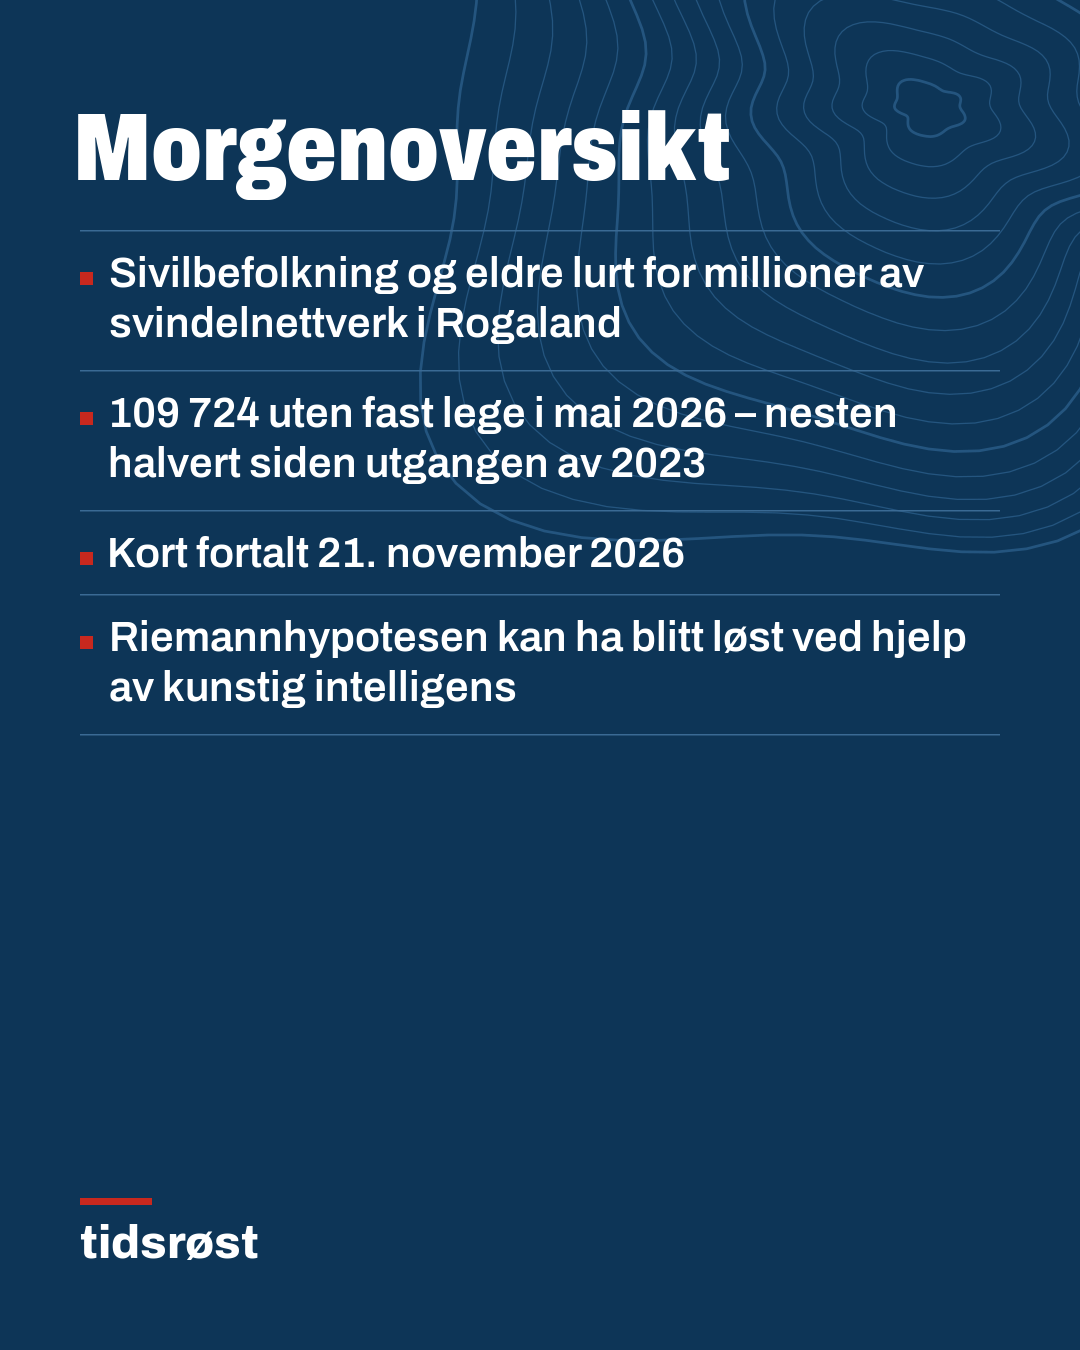 Morgenoversikt
Sivilbefolkning og eldre lurt for millioner av
svindelnettverk i Rogaland
109 724 uten fast lege i mai 2026 – nesten
halvert siden utgangen av 2023
Kort fortalt 21. november 2026
Riemannhypotesen kan ha blitt løst ved hjelp
av kunstig intelligens
tidsrøst